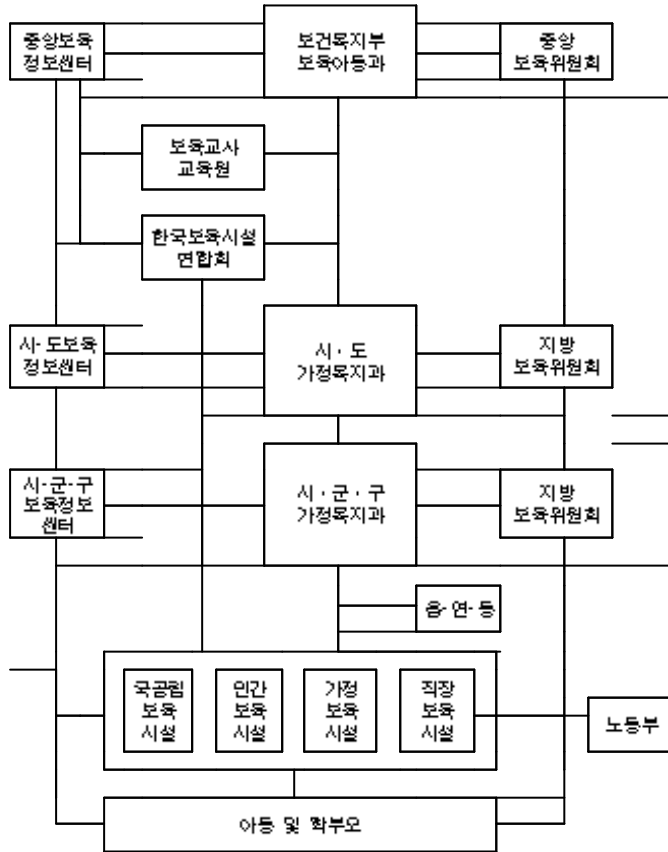 중앙보육
정보센터
보건복지부
보육아동과
중앙
보육위원회
보육교사
교육원
한국보육시설
연합회
시·도보육
정보센터
시·도
가정복지과
지방
보육위원회
시·군·구
보육정보
센터
시·군·구
가정복지과
지방
보육위원회
읍·면·동
국공립
보육
시설
민간
보육
시설
가정
보육
시설
직장
보육
시설
노동부
아동 및 학부모